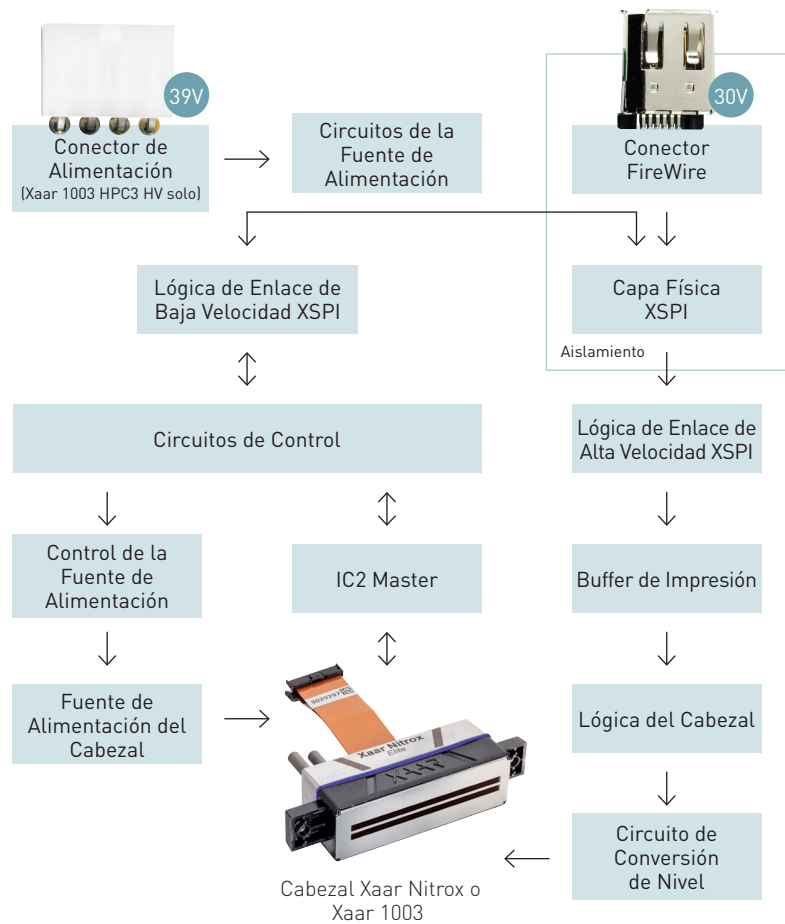 39V
Conector de
Alimentación
(Xaar 1003 HPC3 HV solo)
Circuitos de la
Fuente de
Alimentación
30V
Conector
FireWire
Lógica de Enlace de
Baja Velocidad XSPI
Capa Física
XSPI
Aislamiento
Circuitos de Control
Lógica de Enlace de
Alta Velocidad XSPI
Control de la
Fuente de
Alimentación
IC2 Master
Buffer de Impresión
Fuente de
Alimentación del
Cabezal
3025297
Xaar Nitrox
Elite
XAAR
Lógica del Cabezal
Circuito de
Conversión
de Nivel
Cabezal Xaar Nitrox o
Xaar 1003